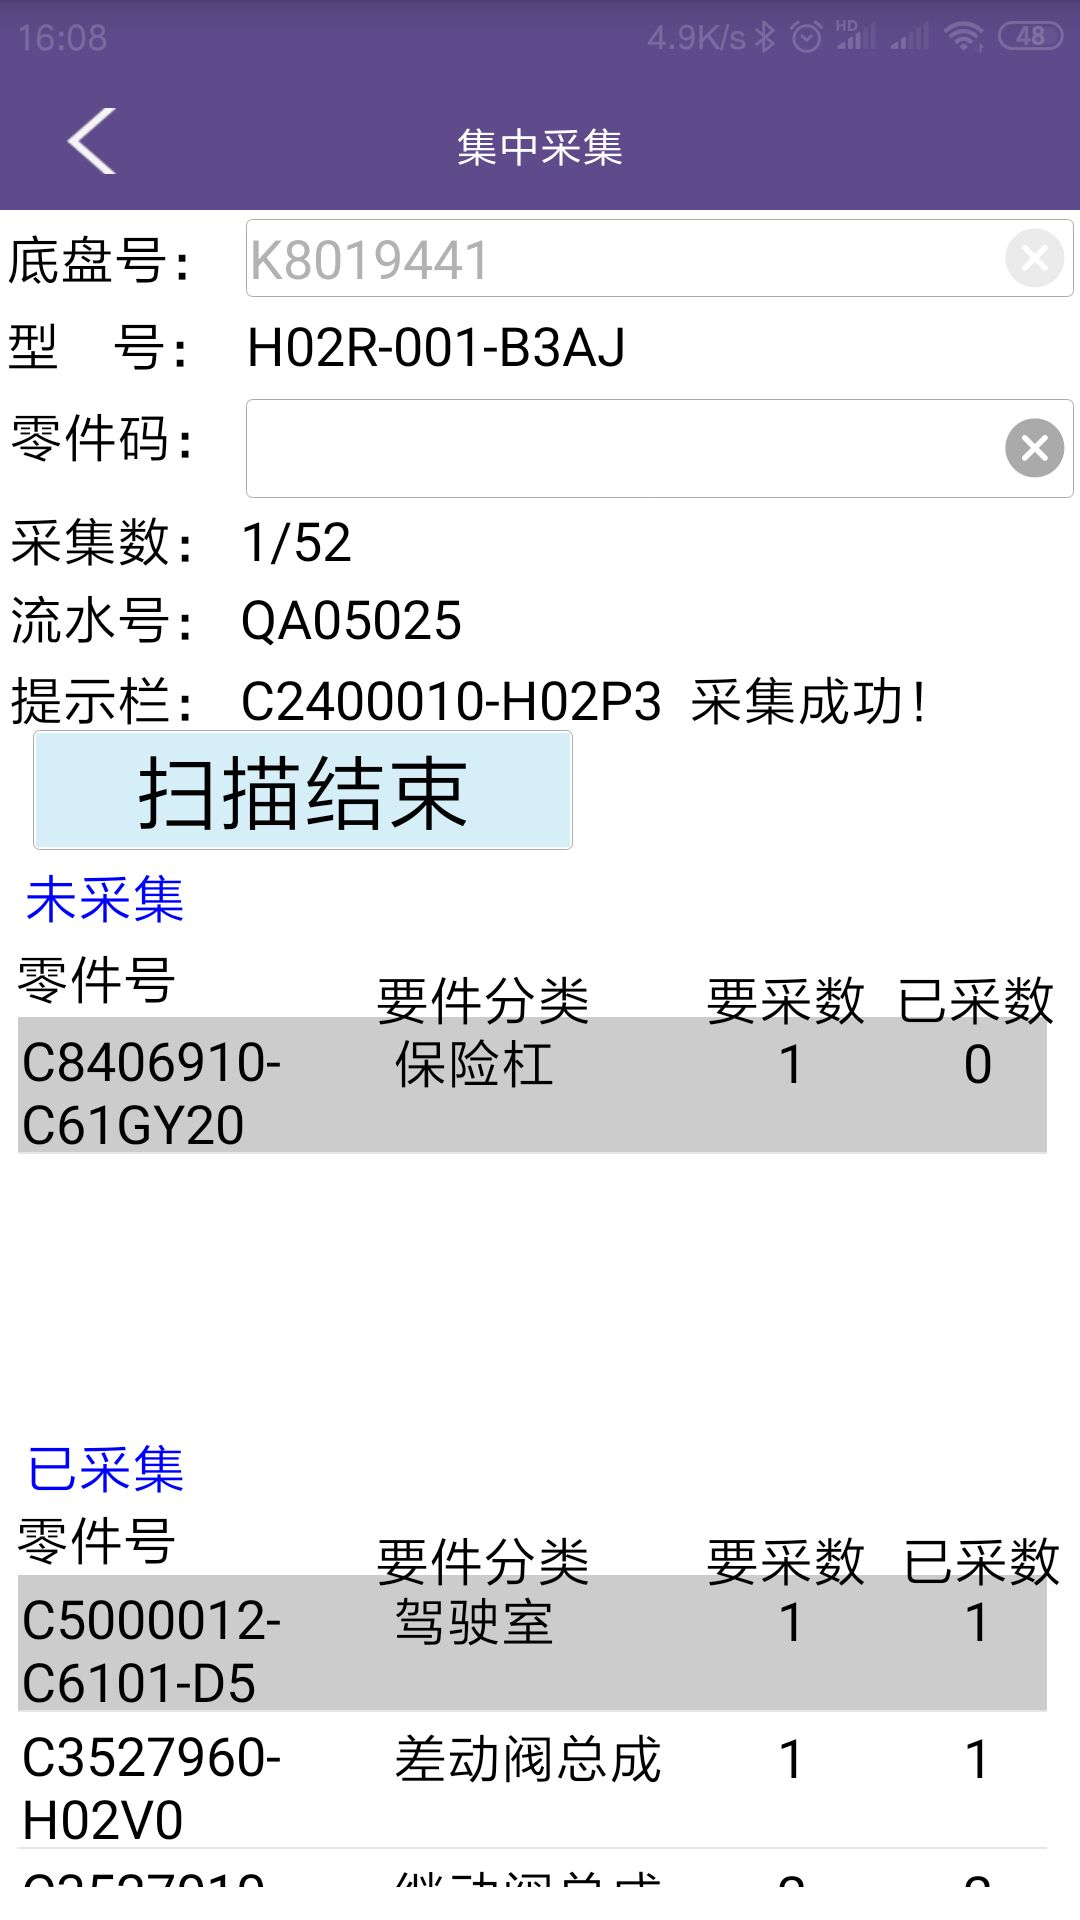 16:08 4.9K/s HD 48
集中采集
底盘号： K8019441
型 号： H02R-001-B3AJ
零件码：
采集数： 1/52
流水号： QA05025
提示栏： C2400010-H02P3 采集成功！
扫描结束
未采集
零件号 要件分类 要采数 已采数
C8406910- 保险杠 1 0
C61GY20
已采集
零件号 要件分类 要采数 已采数
C5000012- 驾驶室 1 1
C6101-D5
C3527960- 差动阀总成 1 1
H02V0